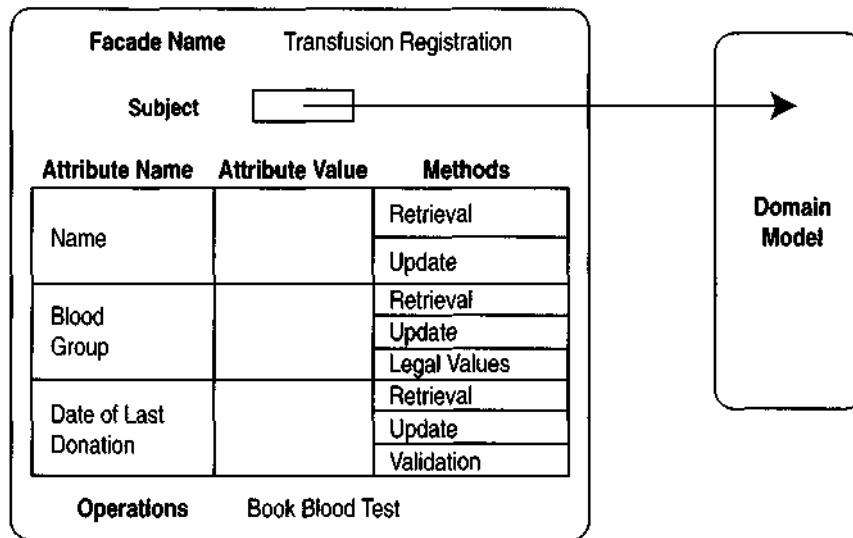 Facade Name Transfusion Registration
Subject
Attribute Name Attribute Value Methods
Name
Retrieval
Update
Blood
Group
Retrieval
Update
Legal Values
Date of Last
Donation
Retrieval
Update
Validation
Operations Book Blood Test
Domain
Model